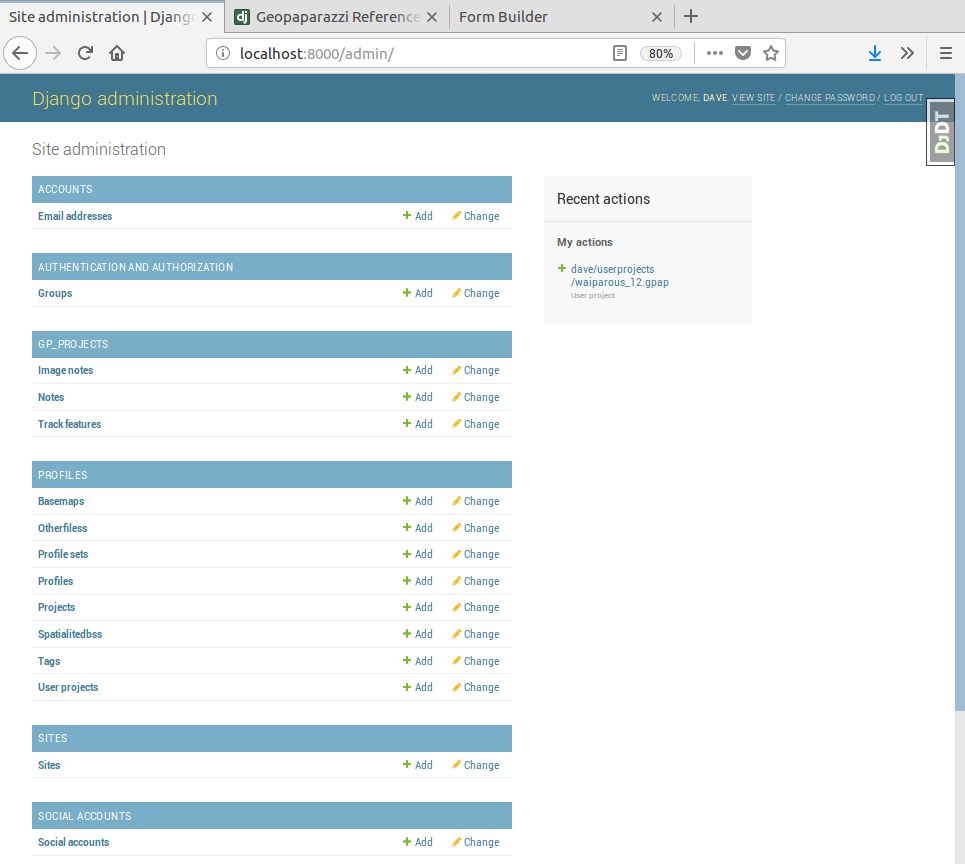 Site administration | Djang
Geopaparazzi Reference
Form Builder
localhost:8000/admin/
80%
Django administration
WELCOME, DAVE. VIEW SITE / CHANGE PASSWORD / LOG OUT
DJDT
Site administration
ACCOUNTS
Email addresses Add Change
AUTHENTICATION AND AUTHORIZATION
Groups Add Change
GP_PROJECTS
Image notes Add Change
Notes Add Change
Track features Add Change
PROFILES
Basemaps Add Change
Otherfiless Add Change
Profile sets Add Change
Profiles Add Change
Projects Add Change
Spatialitedbss Add Change
Tags Add Change
User projects Add Change
SITES
Sites Add Change
SOCIAL ACCOUNTS
Social accounts Add Change
Recent actions
My actions
dave/userprojects
/waiparous_12.gpap
User project